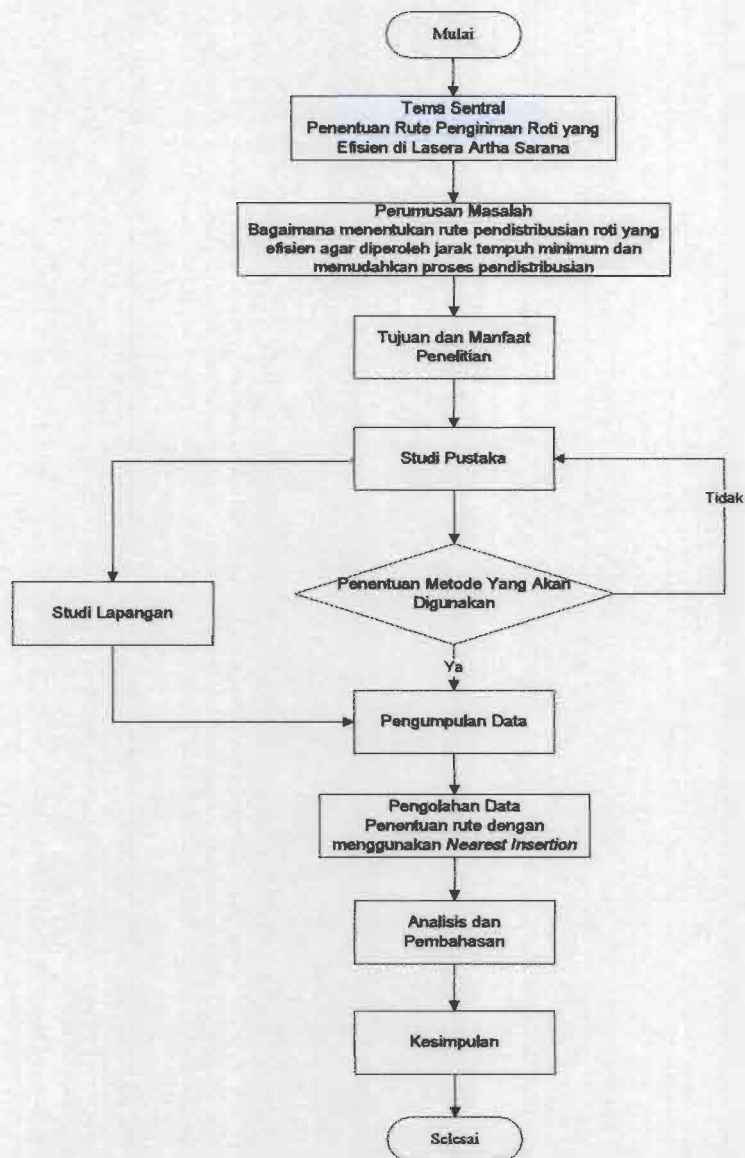 Mulai
Tema Sentral
Penentuan Rute Pengiriman Roti yang
Efisien di Lasera Artha Sarana
Perumusan Masalah
Bagaimana menentukan rute pendistribusian roti yang
efisien agar diperoleh jarak tempuh minimum dan
memudahkan proses pendistribusian
Tujuan dan Manfaat
Penelitian
Studi Pustaka
Tidak
Penentuan Metode Yang Akan
Digunakan
Studi Lapangan
Ya
Pengumpulan Data
Pengolahan Data
Penentuan rute dengan
menggunakan Nearest Insertion
Analisis dan
Pembahasan
Kesimpulan
Selesai